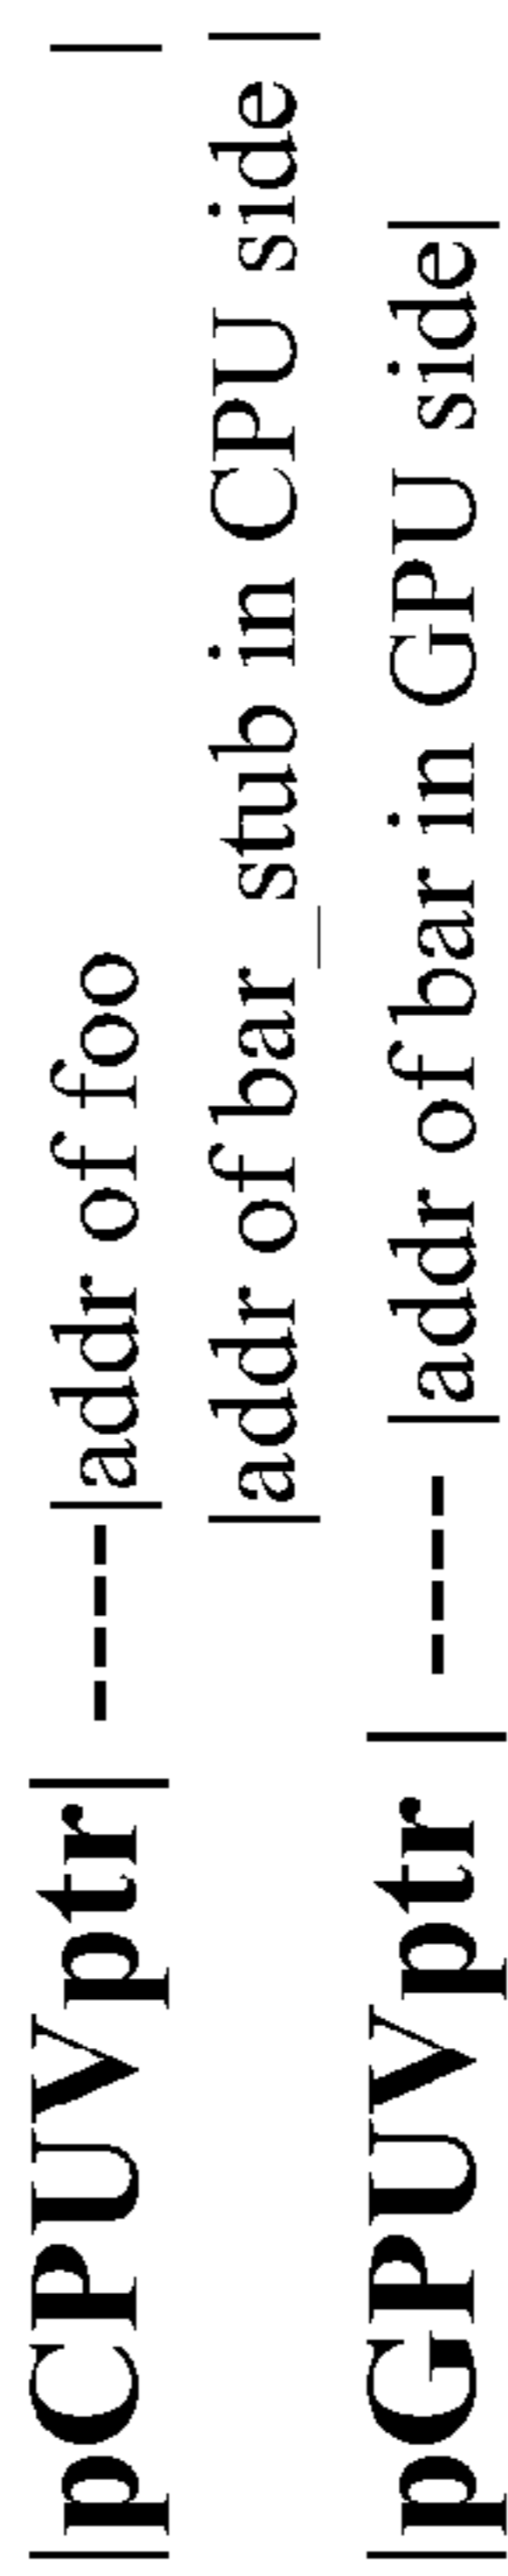 |pCPUVptr| ----|addr of foo |
|addr of bar_stub in CPU side |
|pGPUVptr | ---- |addr of bar in GPU side|